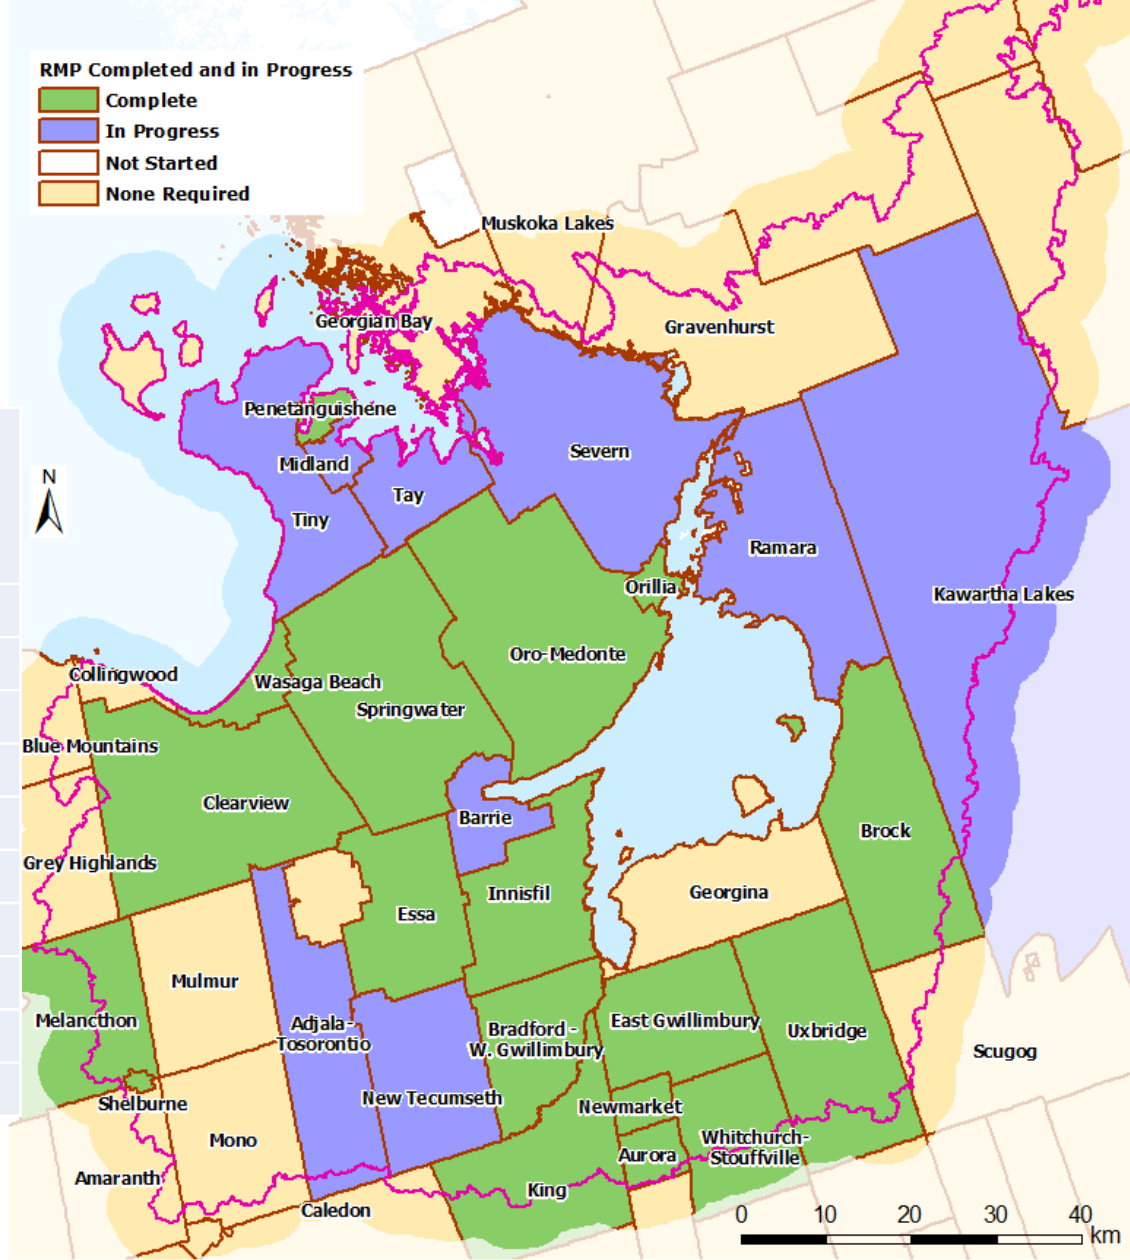 RMP Completed and in Progress
Complete
In Progress
Not Started
None Required
Muskoka Lakes
Georgian Bay
Gravenhurst
Penetanguishene
Severn
Midland
N
Tay
Tiny
Ramara
Orillia
Kawartha Lakes
Oro-Medonte
Collingwood
Wasaga Beach
Springwater
Blue Mountains
Clearview
Barrie
Brock
Grey Highlands
Georgina
Innisfil
Essa
Mulmur
Melancthon
Adjala-
Tosorontio
Bradford -
W. Gwillimbury
East Gwillimbury
Uxbridge
Scugog
New Tecumseth
Shelburne
Newmarket
Mono
Whitchurch-
Stouffville
Aurora
Amaranth
King
Caledon
0 10 20 30 40
km